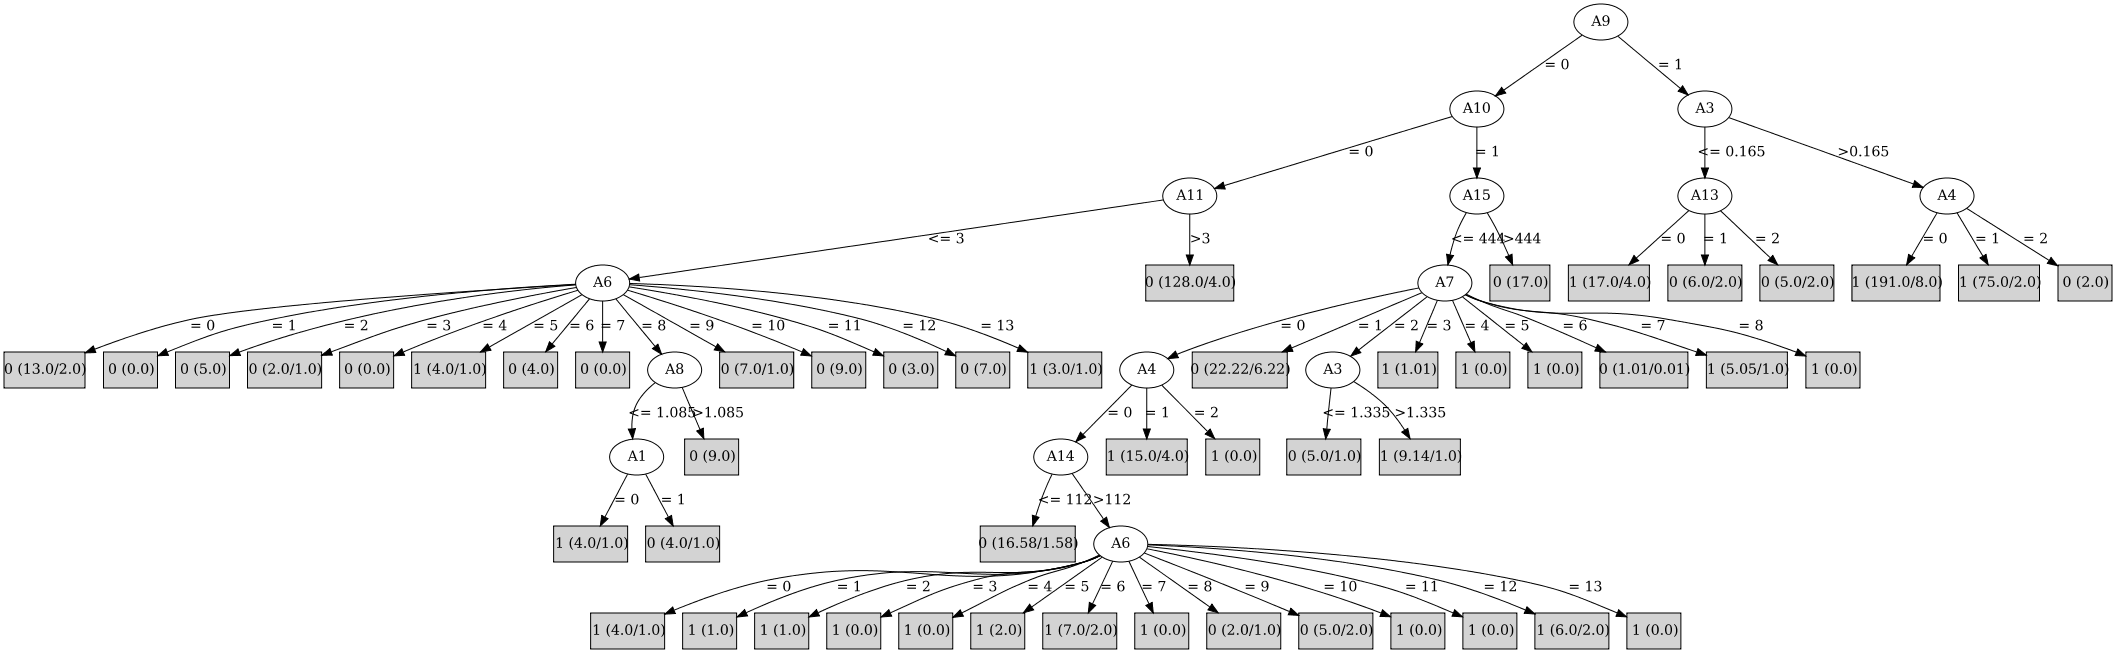 A9
= 0 = 1
A10 A3
= 0 = 1 <= 0.165 >0.165
A11 A15 A13 A4
<= 3 >3 <= 444 >444 = 0 = 1 = 2 = 0 = 1 = 2
A6 0 (128.0/4.0) A7 0 (17.0) 1 (17.0/4.0) 0 (6.0/2.0) 0 (5.0/2.0) 1 (191.0/8.0) 1 (75.0/2.0) 0 (2.0)
= 0 = 1 = 2 = 3 = 4 = 5 = 6 = 7 = 8 = 9 = 10 = 11 = 12 = 13 = 0 = 1 = 2 = 3 = 4 = 5 = 6 = 7 = 8
0 (13.0/2.0) 0 (0.0) 0 (5.0) 0 (2.0/1.0) 0 (0.0) 1 (4.0/1.0) 0 (4.0) 0 (0.0) A8 0 (7.0/1.0) 0 (9.0) 0 (3.0) 0 (7.0) 1 (3.0/1.0) A4 0 (22.22/6.22) A3 1 (1.01) 1 (0.0) 1 (0.0) 0 (1.01/0.01) 1 (5.05/1.0) 1 (0.0)
<= 1.085 >1.085 = 0 = 1 = 2 <= 1.335 >1.335
A1 0 (9.0) A14 1 (15.0/4.0) 1 (0.0) 0 (5.0/1.0) 1 (9.14/1.0)
= 0 = 1 <= 112 >112
1 (4.0/1.0) 0 (4.0/1.0) 0 (16.58/1.58) A6
= 0 = 1 = 2 = 3 = 4 = 5 = 6 = 7 = 8 = 9 = 10 = 11 = 12 = 13
1 (4.0/1.0) 1 (1.0) 1 (1.0) 1 (0.0) 1 (0.0) 1 (2.0) 1 (7.0/2.0) 1 (0.0) 0 (2.0/1.0) 0 (5.0/2.0) 1 (0.0) 1 (0.0) 1 (6.0/2.0) 1 (0.0)